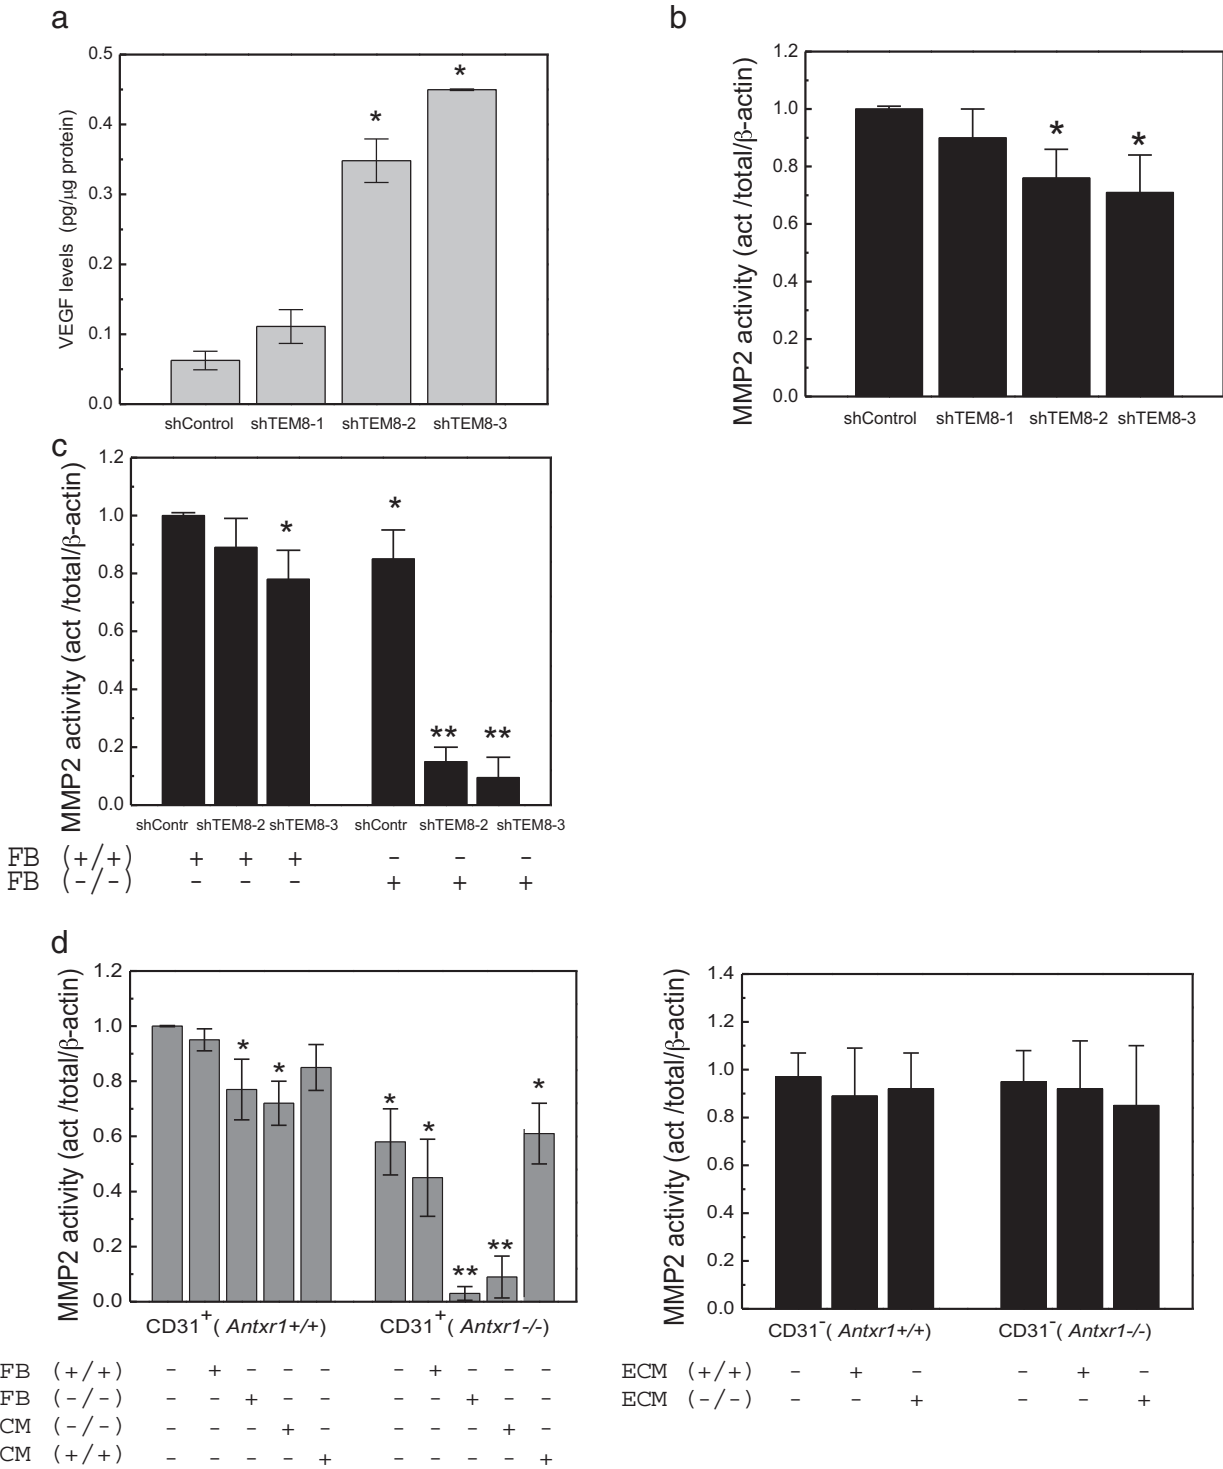 a
VEGF levels (pg/μg protein)
0.5
0.4
0.3
0.2
0.1
0.0
*
*
shControl shTEM8-1 shTEM8-2 shTEM8-3
b
MMP2 activity (act /total/β-actin)
1.2
1.0
0.8
0.6
0.4
0.2
0.0
*
*
shControl shTEM8-1 shTEM8-2 shTEM8-3
c
MMP2 activity (act /total/β-actin)
1.2
1.0
0.8
0.6
0.4
0.2
0.0
*
*
**
**
shContr shTEM8-2 shTEM8-3 shContr shTEM8-2 shTEM8-3
FB (+/+) + + + - - -
FB (-/-) - - - + + +
d
MMP2 activity (act /total/β-actin)
1.2
1.0
0.8
0.6
0.4
0.2
0.0
*
*
*
*
**
**
*
CD31+( Antxr1+/+) CD31+( Antxr1-/-)
FB (+/+) - + - - - - + - - -
FB (-/-) - - + - - - - + - -
CM (-/-) - - - + - - - - + -
CM (+/+) - - - - + - - - - +
MMP2 activity (act /total/β-actin)
1.4
1.2
1.0
0.8
0.6
0.4
0.2
0.0
CD31-( Antxr1+/+) CD31-( Antxr1-/-)
ECM (+/+) - + - - + -
ECM (-/-) - - + - - +